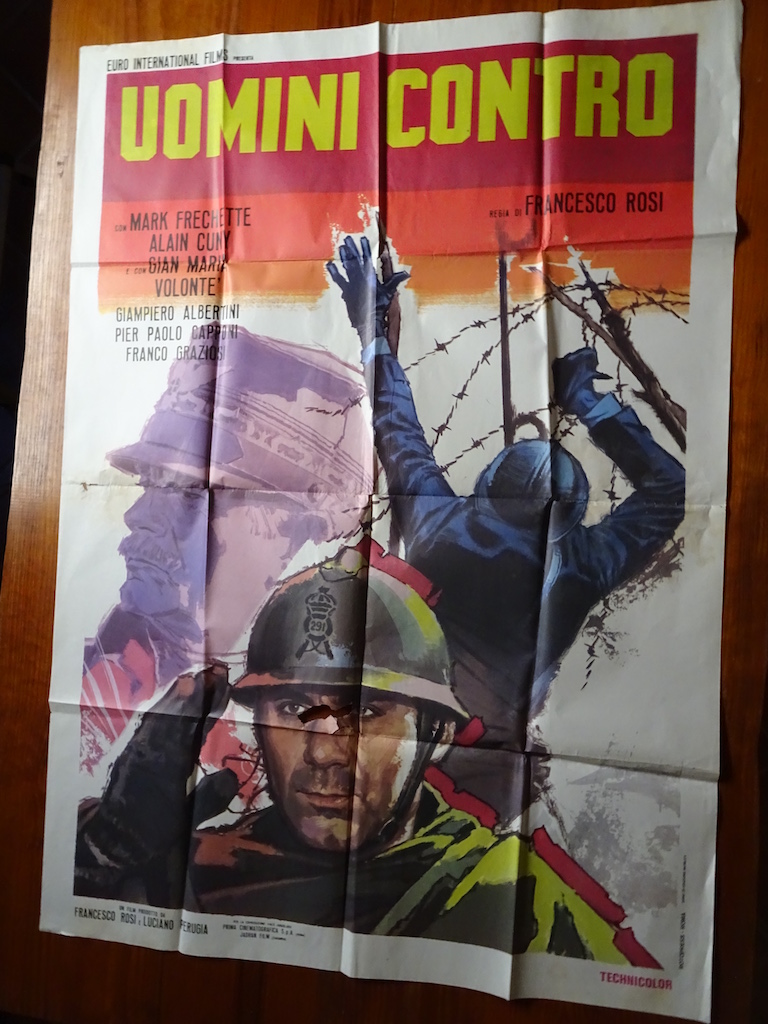 EURO INTERNATIONAL FILMS PRESENTA
UOMINI CONTRO
CON MARK FRECHETTE
ALAIN CUNY
E CON GIAN MARIA
VOLONTE'
GIAMPIERO ALBERTINI
PIER PAOLO CAPPONI
FRANCO GRAZIOSI
REGIA DI FRANCESCO ROSI
291
UN FILM PRODOTTO DA
FRANCESCO ROSI E LUCIANO PERUGIA
PRIMA CINEMATOGRAFICA S.p.A.
JADRAN FILM
TECHNICOLOR
ROMA